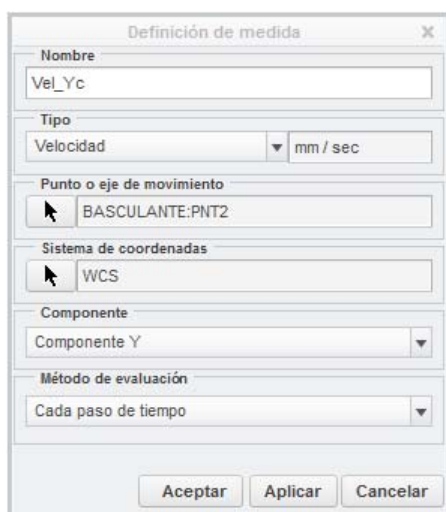 Definición de medida
Nombre
Vel_Yc
Tipo
Velocidad mm / sec
Punto o eje de movimiento
BASCULANTE:PNT2
Sistema de coordenadas
WCS
Componente
Componente Y
Método de evaluación
Cada paso de tiempo
Aceptar Aplicar Cancelar